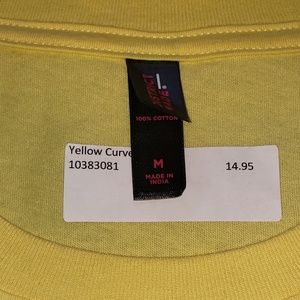 100% COTTON
Yellow Curve
M
10383081
14.95
MADE IN
INDIA